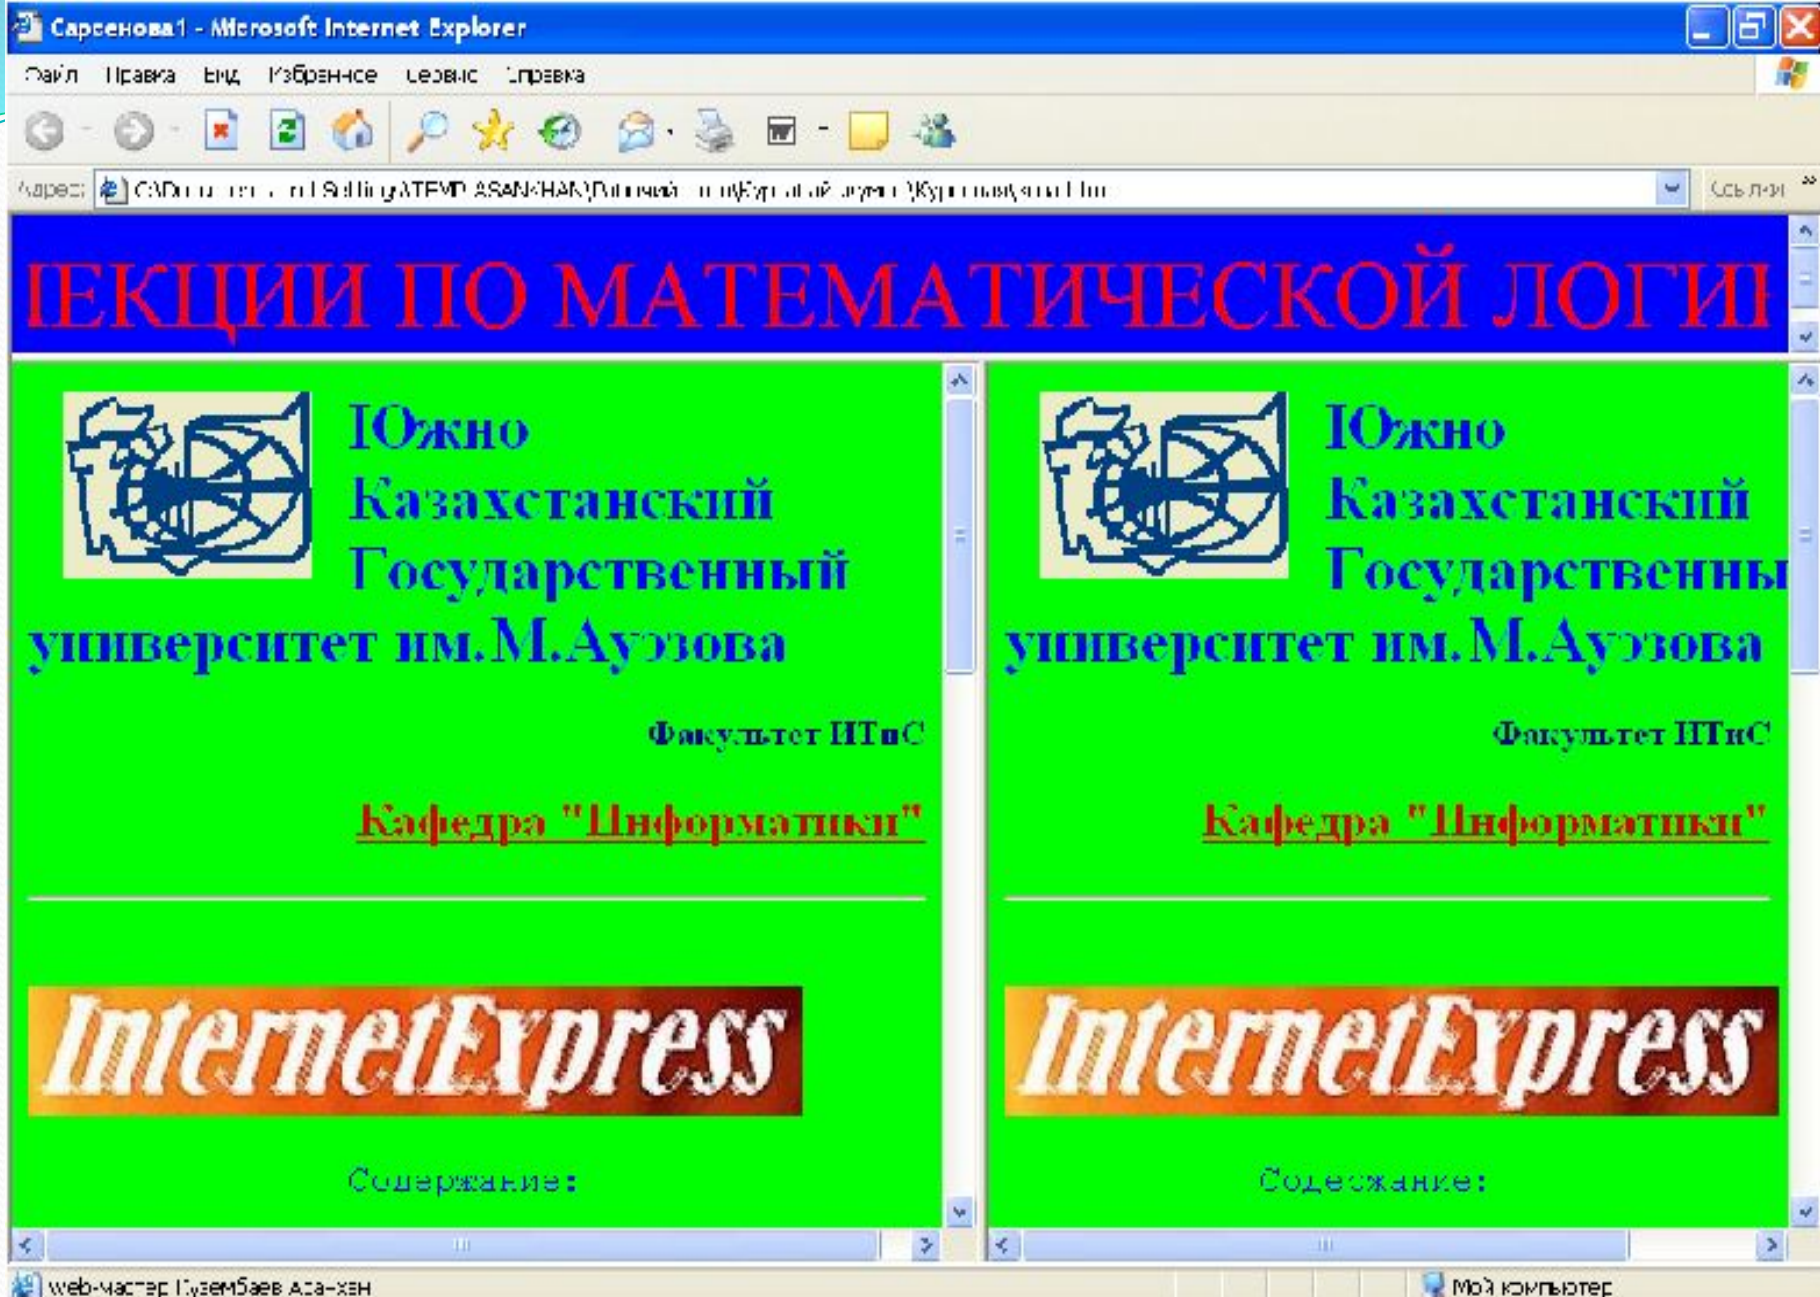 Сарсенова1 - Microsoft Internet Explorer
Файл Правка Вид Избранное Сервис Справка
Адрес:
Ссылки
ЛЕКЦИИ ПО МАТЕМАТИЧЕСКОЙ ЛОГИК
Южно
Казахстанский
Государственный
университет им.М.Ауэзова
Факультет ИТиС
Кафедра "Информатики"
InternetExpress
Содержание:
Южно
Казахстанский
Государственны
университет им.М.Ауэзова
Факультет ИТиС
Кафедра "Информатики"
InternetExpress
Содержание:
web-мастер Кузембаев Асанхан
Мой компьютер